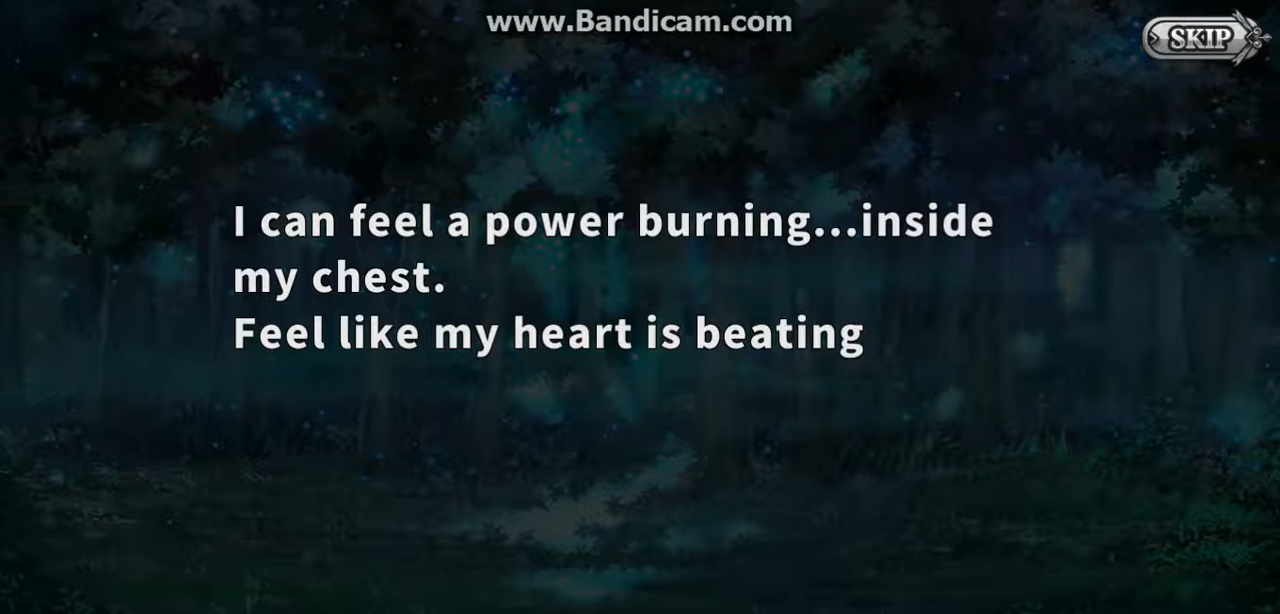 www.Bandicam.com
SKIP
I can feel a power burning...inside
my chest.
Feel like my heart is beating